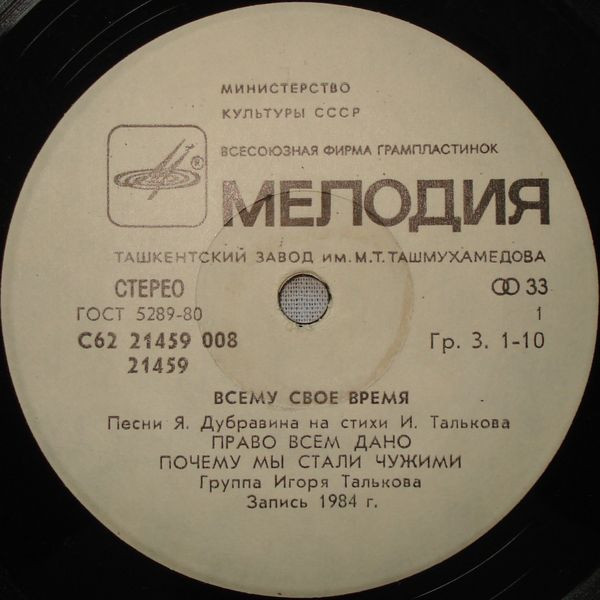 МИНИСТЕРСТВО
КУЛЬТУРЫ СССР
ВСЕСОЮЗНАЯ ФИРМА ГРАМПЛАСТИНОК
®
МЕЛОДИЯ
ТАШКЕНТСКИЙ ЗАВОД ИМ. М. Т. ТАШМУХАМЕДОВА
СТЕРЕО
33
ГОСТ 5289-80
1
С62 21459 008
Гр. 3. 1-10
21459
ВСЕМУ СВОЕ ВРЕМЯ
Песни Я. Дубравина на стихи И. Талькова
ПРАВО ВСЕМ ДАНО
ПОЧЕМУ МЫ СТАЛИ ЧУЖИМИ
Группа Игоря Талькова
Запись 1984 г.